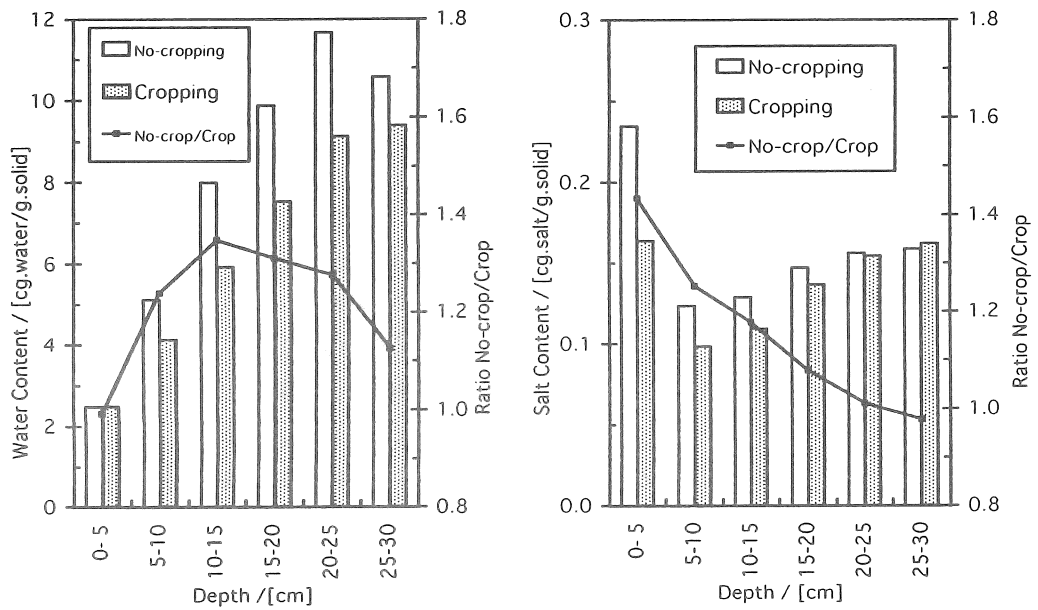 12
10
8
6
4
2
0
Water Content / [cg.water/g.solid]
No-cropping
Cropping
No-crop/Crop
1.8
1.6
1.4
1.2
1.0
0.8
Ratio No-crop/Crop
0- 5
5-10
10-15
15-20
20-25
25-30
Depth /[cm]
0.3
0.2
0.1
0.0
Salt Content / [cg.salt/g.solid]
No-cropping
Cropping
No-crop/Crop
1.8
1.6
1.4
1.2
1.0
0.8
Ratio No-crop/Crop
0- 5
5-10
10-15
15-20
20-25
25-30
Depth /[cm]